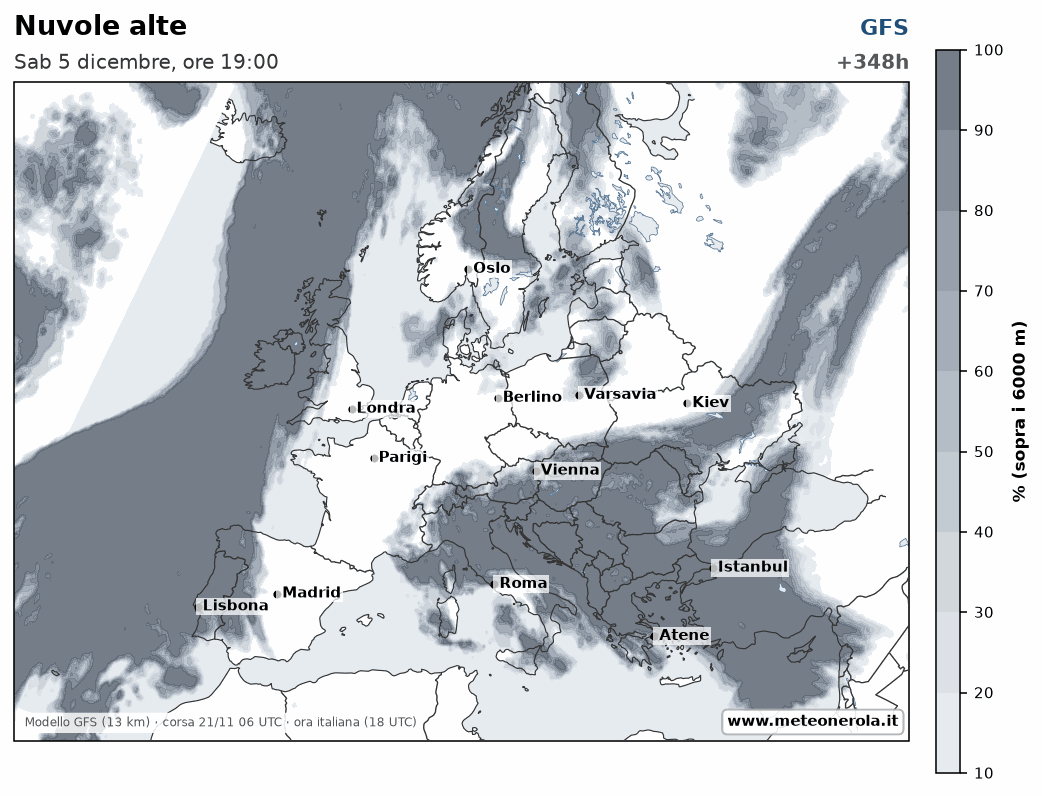 Nuvole alte
GFS
Sab 5 dicembre, ore 19:00
+348h
100
90
80
70
60
50
40
30
20
10
% (sopra i 6000 m)
Oslo
Berlino
Varsavia
Kiev
Londra
Parigi
Vienna
Istanbul
Roma
Madrid
Lisbona
Atene
Modello GFS (13 km) · corsa 21/11 06 UTC · ora italiana (18 UTC)
www.meteonerola.it